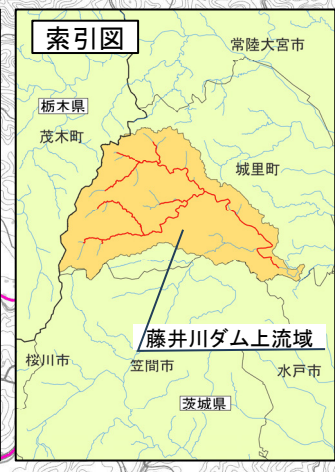 索引図
常陸大宮市
栃木県
茂木町
城里町
藤井川ダム上流域
桜川市
笠間市
水戸市
茨城県